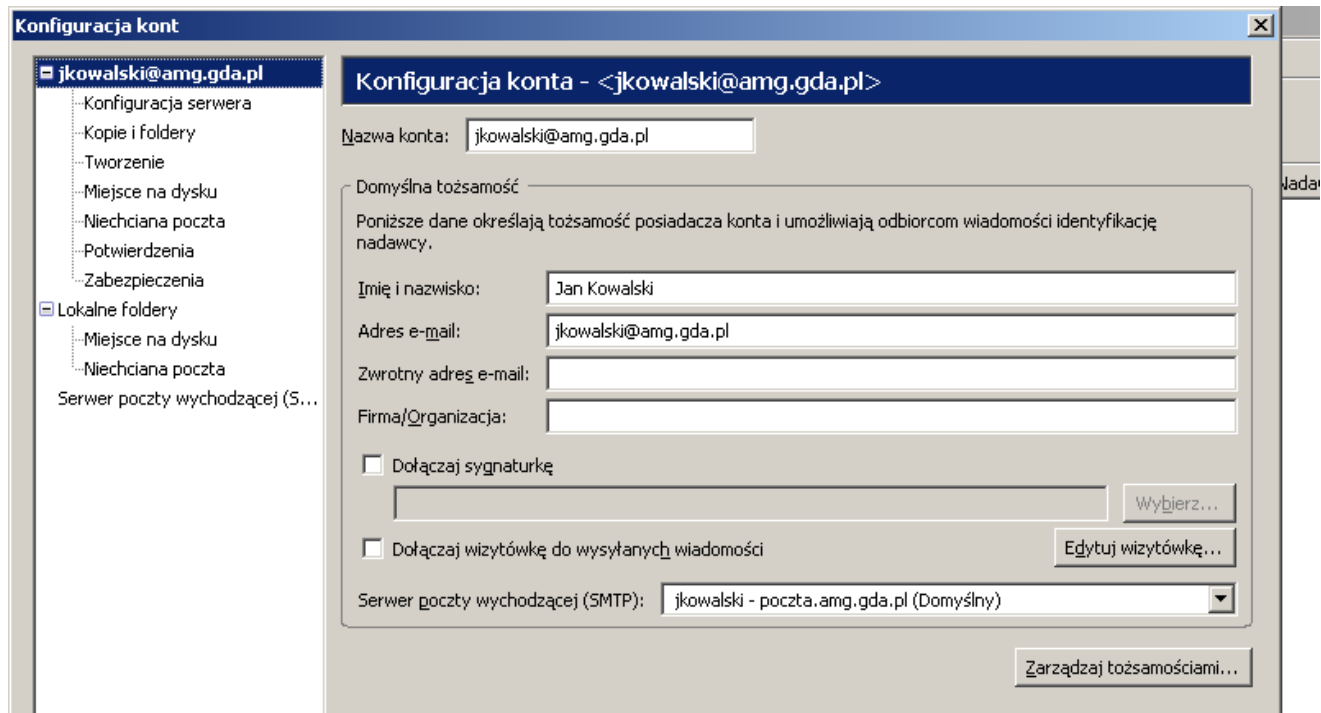 Konfiguracja kont
jkowalski@amg.gda.pl
Konfiguracja serwera
Kopie i foldery
Tworzenie
Miejsce na dysku
Niechciana poczta
Potwierdzenia
Zabezpieczenia
Lokalne foldery
Miejsce na dysku
Niechciana poczta
Serwer poczty wychodzącej (S...
Konfiguracja konta - <jkowalski@amg.gda.pl>
Nazwa konta: jkowalski@amg.gda.pl
Domyślna tożsamość
Poniższe dane określają tożsamość posiadacza konta i umożliwiają odbiorcom wiadomości identyfikację
nadawcy.
Imię i nazwisko: Jan Kowalski
Adres e-mail: jkowalski@amg.gda.pl
Zwrotny adres e-mail:
Firma/Organizacja:
Dołączaj sygnaturkę
Wybierz...
Dołączaj wizytówkę do wysyłanych wiadomości Edytuj wizytówkę...
Serwer poczty wychodzącej (SMTP): jkowalski - poczta.amg.gda.pl (Domyślny)
Zarządzaj tożsamościami...